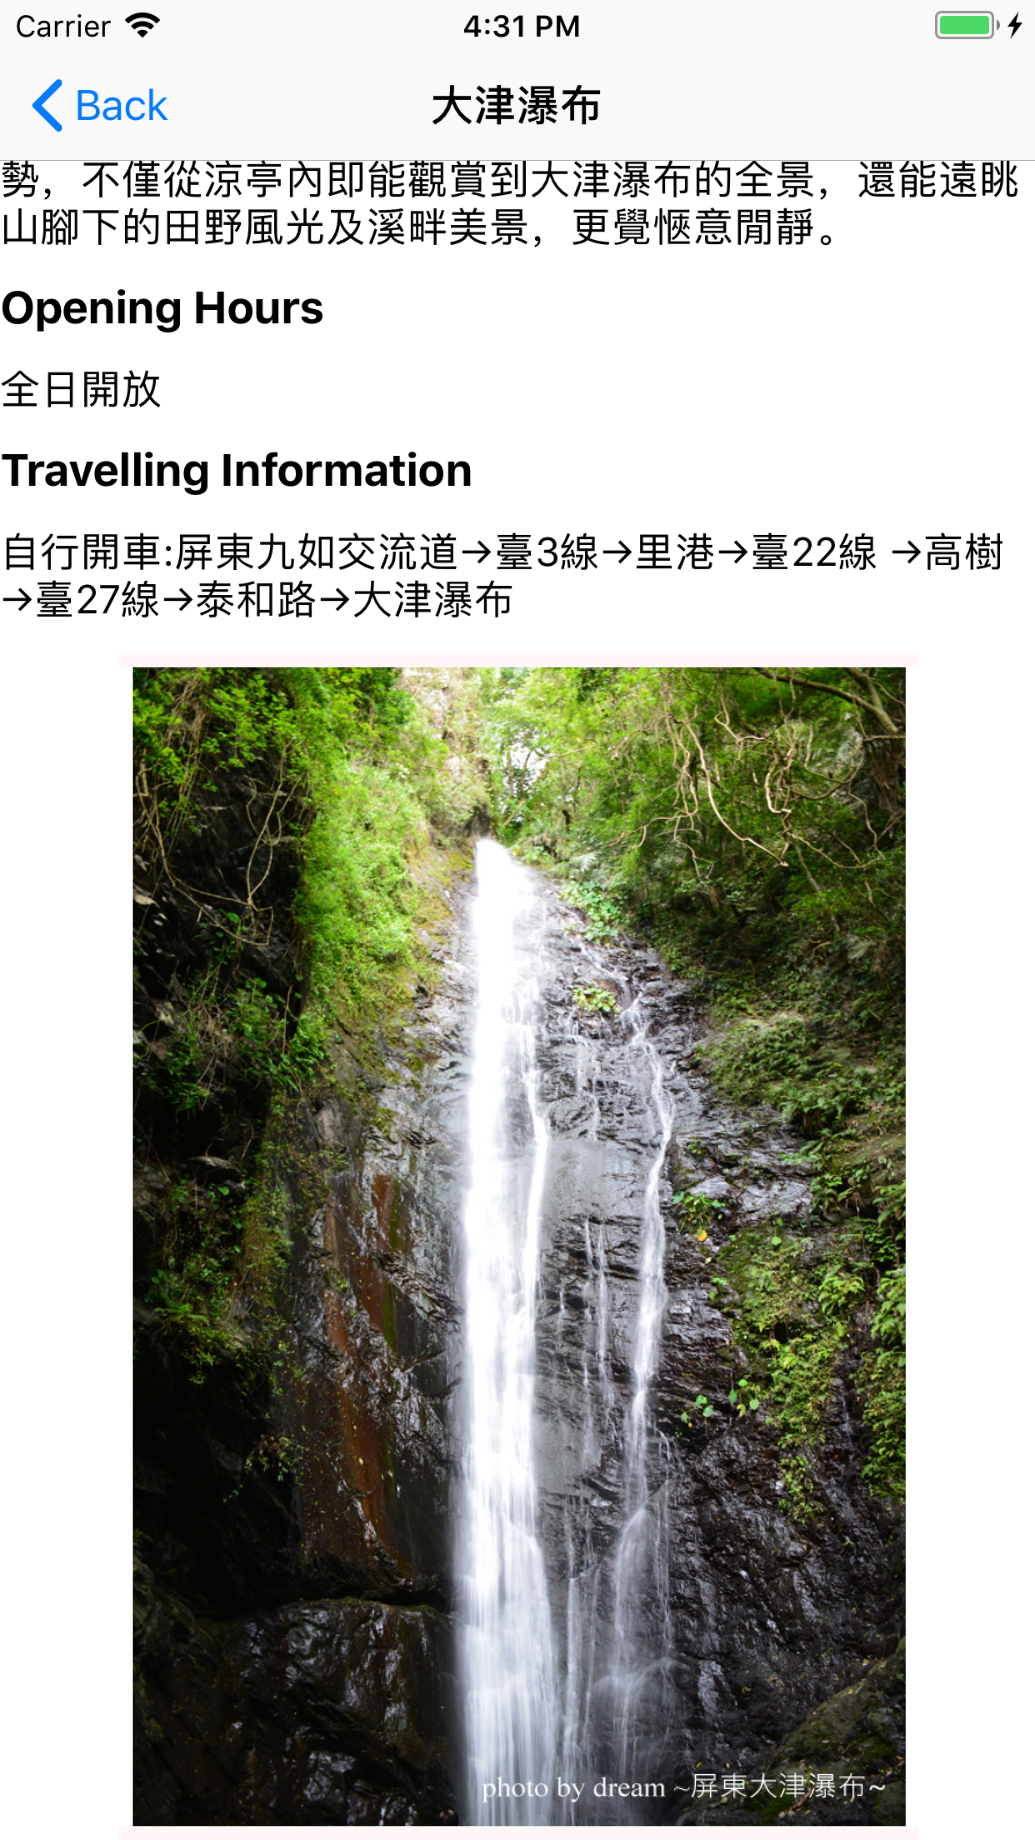 Carrier 4:31 PM
Back 大津瀑布
勢，不僅從涼亭內即能觀賞到大津瀑布的全景，還能遠眺
山腳下的田野風光及溪畔美景，更覺愜意閒靜。
Opening Hours
全日開放
Travelling Information
自行開車:屏東九如交流道→臺3線→里港→臺22線 →高樹
→臺27線→泰和路→大津瀑布
photo by dream ~屏東大津瀑布~